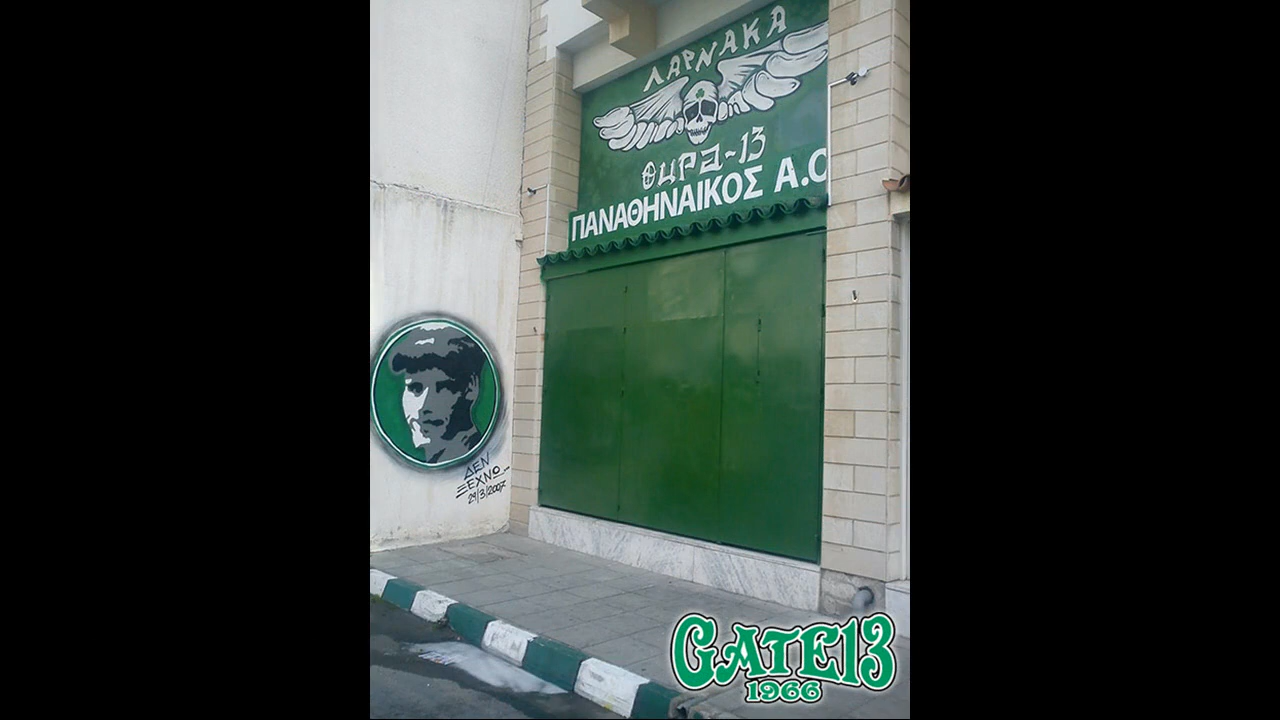 ΛΑΡΝΑΚΑ
ΘΥΡΑ-13
ΠΑΝΑΘΗΝΑΙΚΟΣ Α.Ο
ΔΕΝ
ΞΕΧΝΩ...
29/3/2007
GATE13
1966